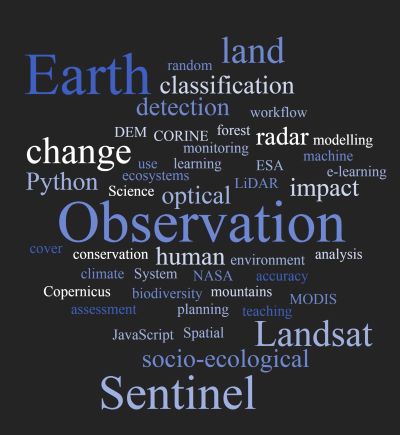 land
random
Earth
classification
detection
workflow
DEM CORINE forest radar modelling
change monitoring machine
use learning ESA e-learning
Python ecosystems LiDAR impact
Science optical
Observation
cover conservation human environment analysis
climate System NASA accuracy
Copernicus biodiversity mountains MODIS
assessment planning teaching
JavaScript Spatial Landsat
socio-ecological
Sentinel